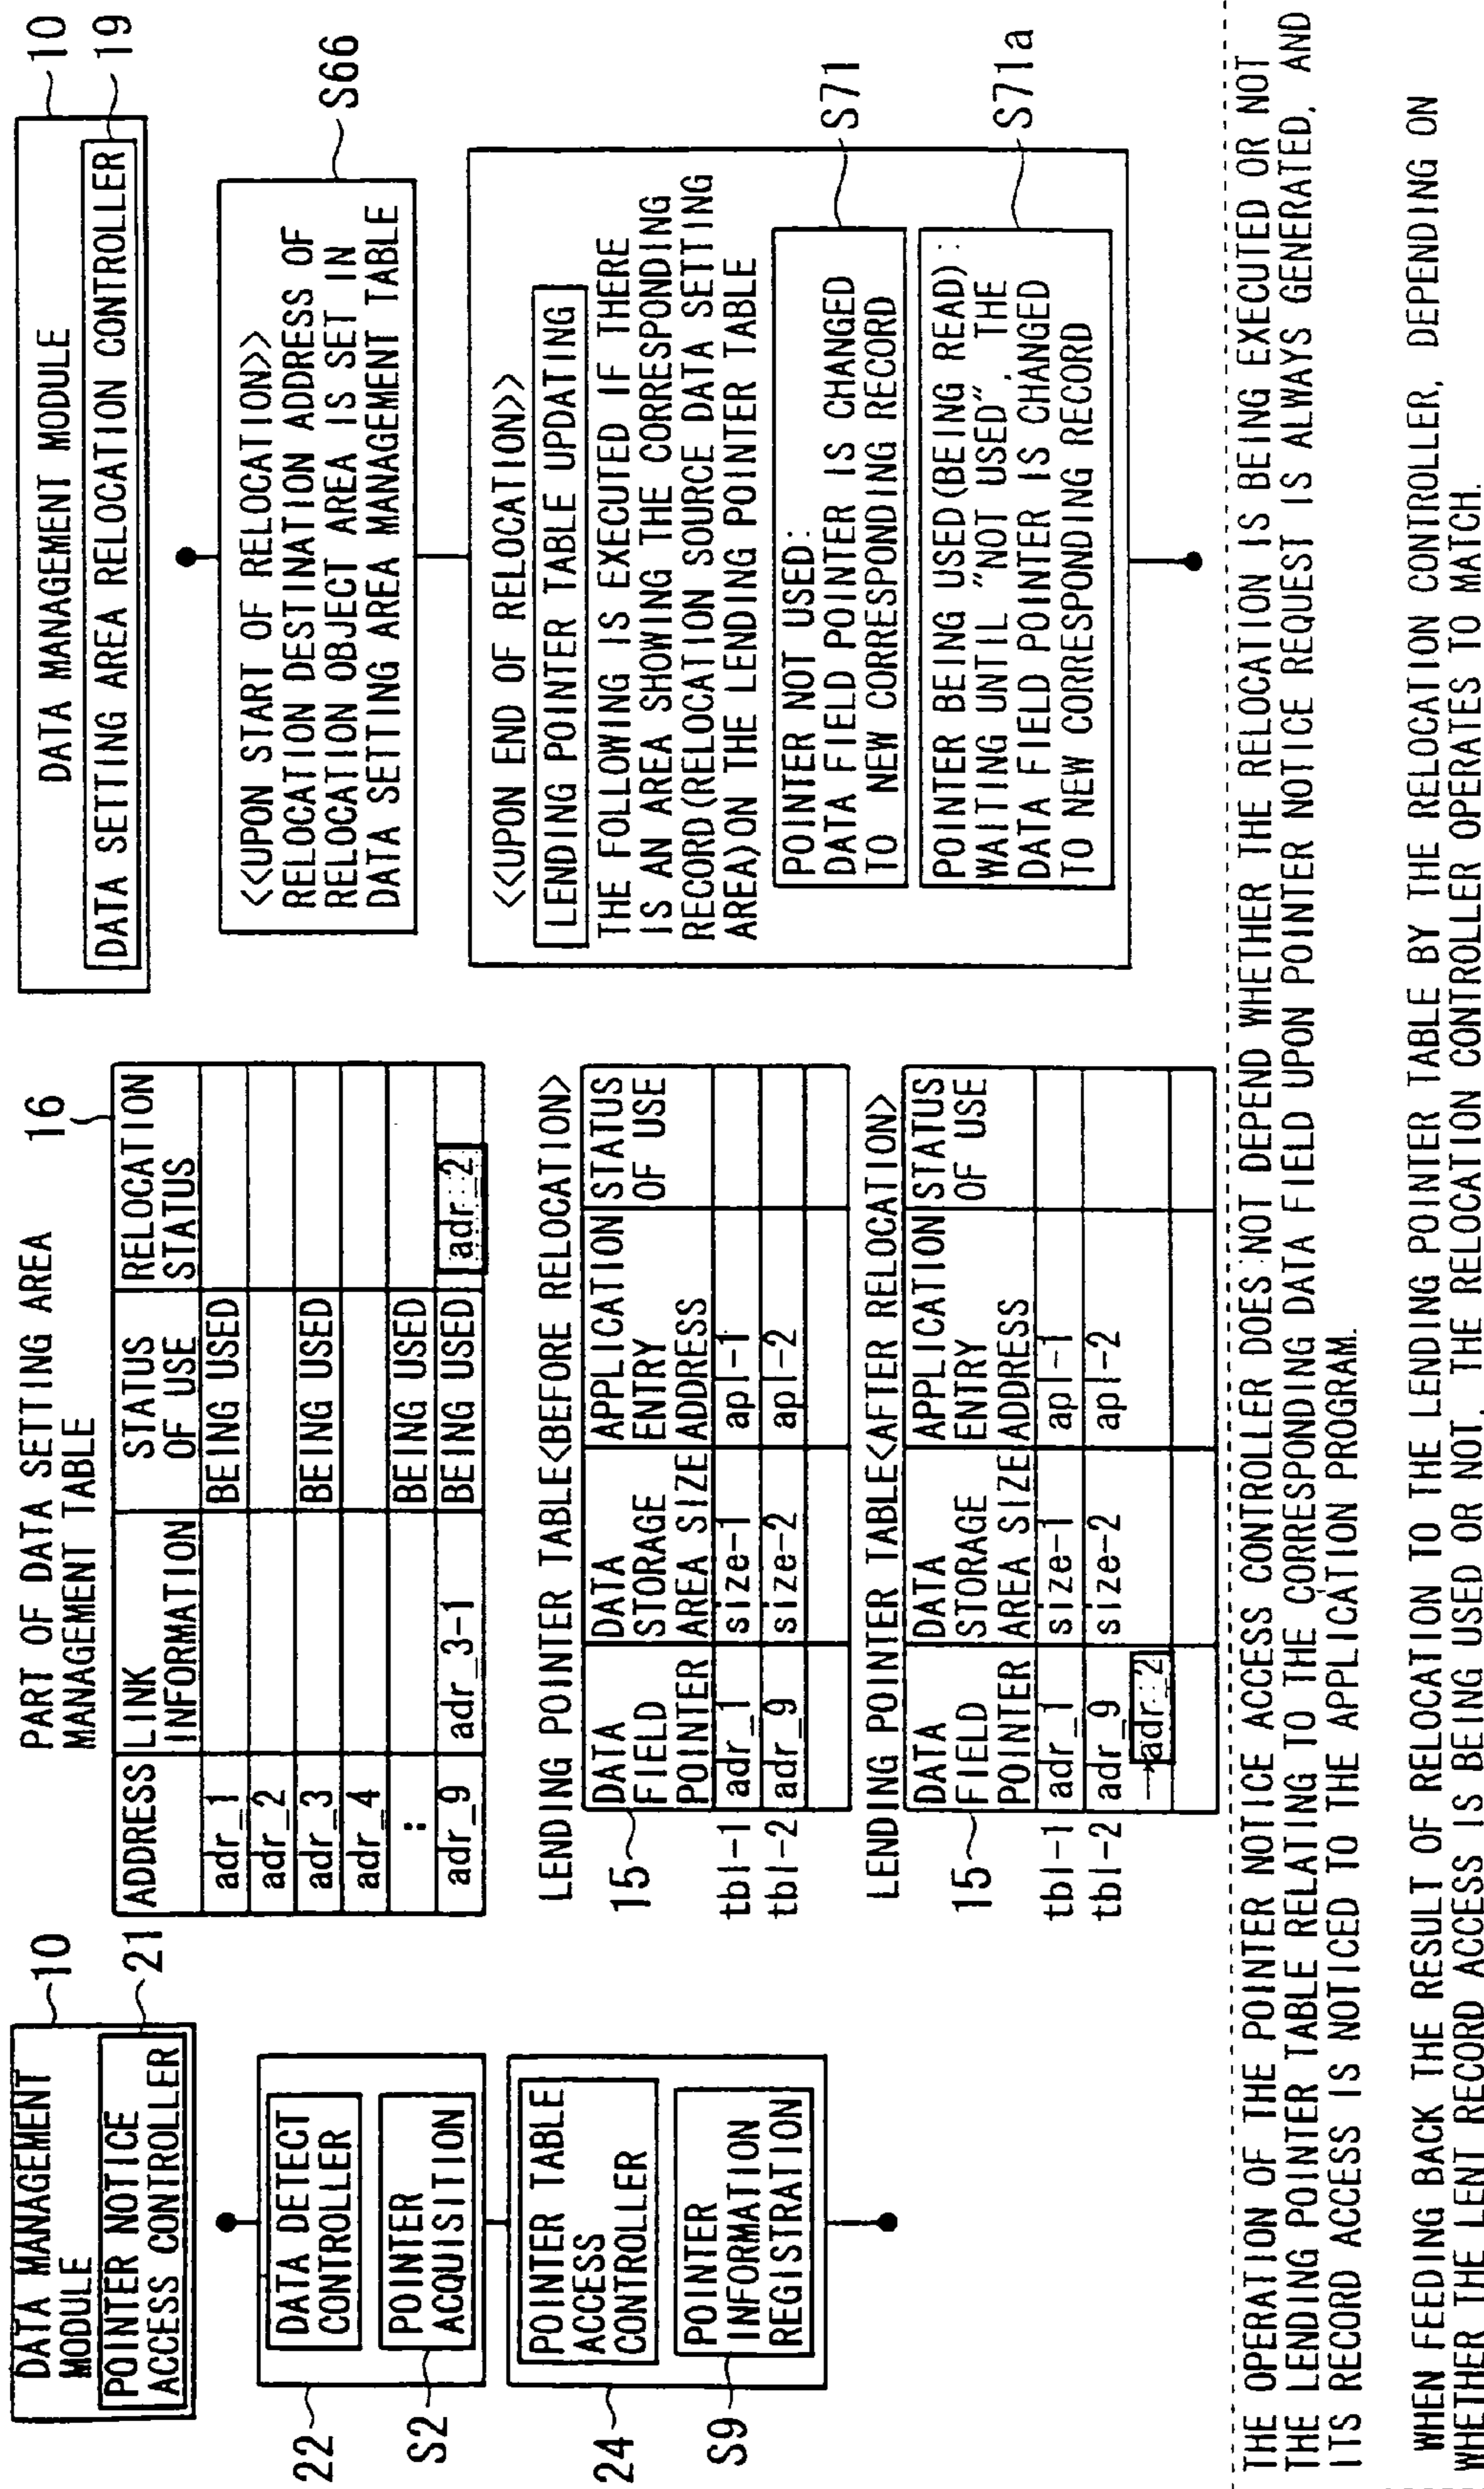 DATA MANAGEMENT
MODULE
10
POINTER NOTICE
ACCESS CONTROLLER
21
22
DATA DETECT
CONTROLLER
S2
POINTER
ACQUISITION
24
POINTER TABLE
ACCESS
CONTROLLER
S9
POINTER
INFORMATION
REGISTRATION
PART OF DATA SETTING AREA
MANAGEMENT TABLE
16
ADDRESS LINK INFORMATION STATUS OF USE RELOCATION STATUS
adr_1 BEING USED
adr_2
adr_3 BEING USED
adr_4
: BEING USED
adr_9 adr_3-1 BEING USED adr_2
LENDING POINTER TABLE<BEFORE RELOCATION>
15
DATA FIELD POINTER DATA STORAGE AREA SIZE APPLICATION ENTRY ADDRESS STATUS OF USE
tbl-1 adr_1 size-1 apl-1
tbl-2 adr_9 size-2 apl-2
LENDING POINTER TABLE<AFTER RELOCATION>
15
DATA FIELD POINTER DATA STORAGE AREA SIZE APPLICATION ENTRY ADDRESS STATUS OF USE
tbl-1 adr_1 size-1 apl-1
tbl-2 adr_9 size-2 apl-2
→adr_2
DATA MANAGEMENT MODULE
10
DATA SETTING AREA RELOCATION CONTROLLER
19
<<UPON START OF RELOCATION>>
RELOCATION DESTINATION ADDRESS OF
RELOCATION OBJECT AREA IS SET IN
DATA SETTING AREA MANAGEMENT TABLE
S66
<<UPON END OF RELOCATION>>
LENDING POINTER TABLE UPDATING
THE FOLLOWING IS EXECUTED IF THERE
IS AN AREA SHOWING THE CORRESPONDING
RECORD(RELOCATION SOURCE DATA SETTING
AREA)ON THE LENDING POINTER TABLE
POINTER NOT USED:
DATA FIELD POINTER IS CHANGED
TO NEW CORRESPONDING RECORD
S71
POINTER BEING USED(BEING READ):
WAITING UNTIL "NOT USED", THE
DATA FIELD POINTER IS CHANGED
TO NEW CORRESPONDING RECORD
S71a
THE OPERATION OF THE POINTER NOTICE ACCESS CONTROLLER DOES NOT DEPEND WHETHER THE RELOCATION IS BEING EXECUTED OR NOT
THE LENDING POINTER TABLE RELATING TO THE CORRESPONDING DATA FIELD UPON POINTER NOTICE REQUEST IS ALWAYS GENERATED, AND
ITS RECORD ACCESS IS NOTICED TO THE APPLICATION PROGRAM.
WHEN FEEDING BACK THE RESULT OF RELOCATION TO THE LENDING POINTER TABLE BY THE RELOCATION CONTROLLER, DEPENDING ON
WHETHER THE LENT RECORD ACCESS IS BEING USED OR NOT, THE RELOCATION CONTROLLER OPERATES TO MATCH.